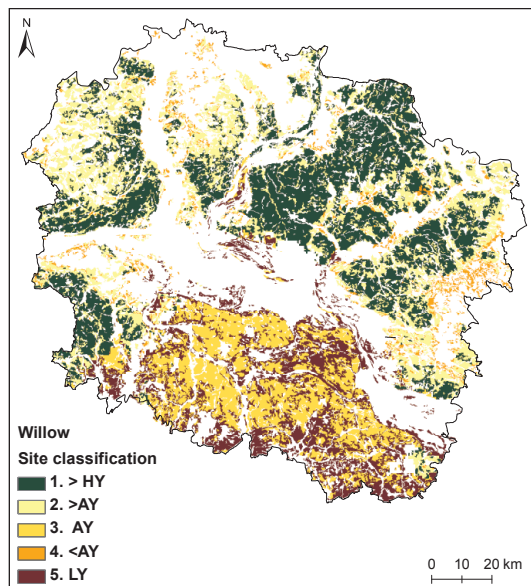 N
Willow
Site classification
1. > HY
2. >AY
3. AY
4. <AY
5. LY
0 10 20 km